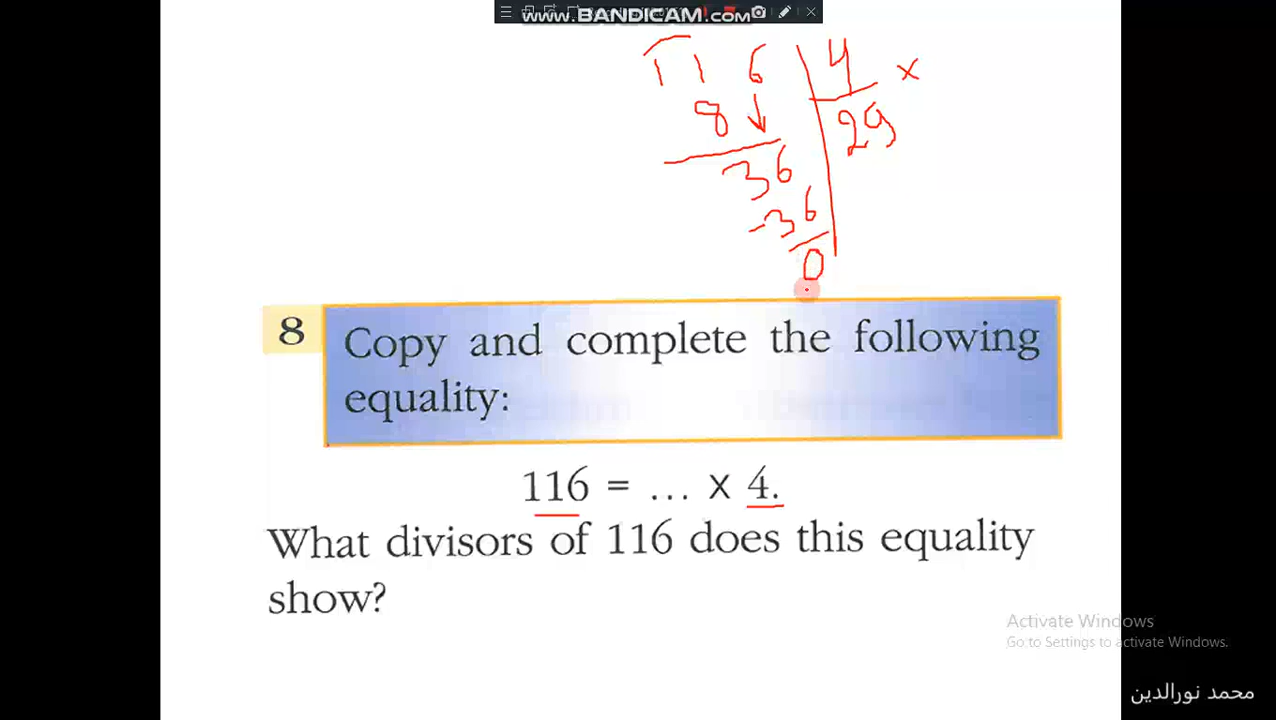 www.BANDICAM.com
116 4 ×
8 29
36
-36
0
8 Copy and complete the following
equality:
116 = ... x 4.
What divisors of 116 does this equality
show?
Activate Windows
Go to Settings to activate Windows.
محمد نورالدين